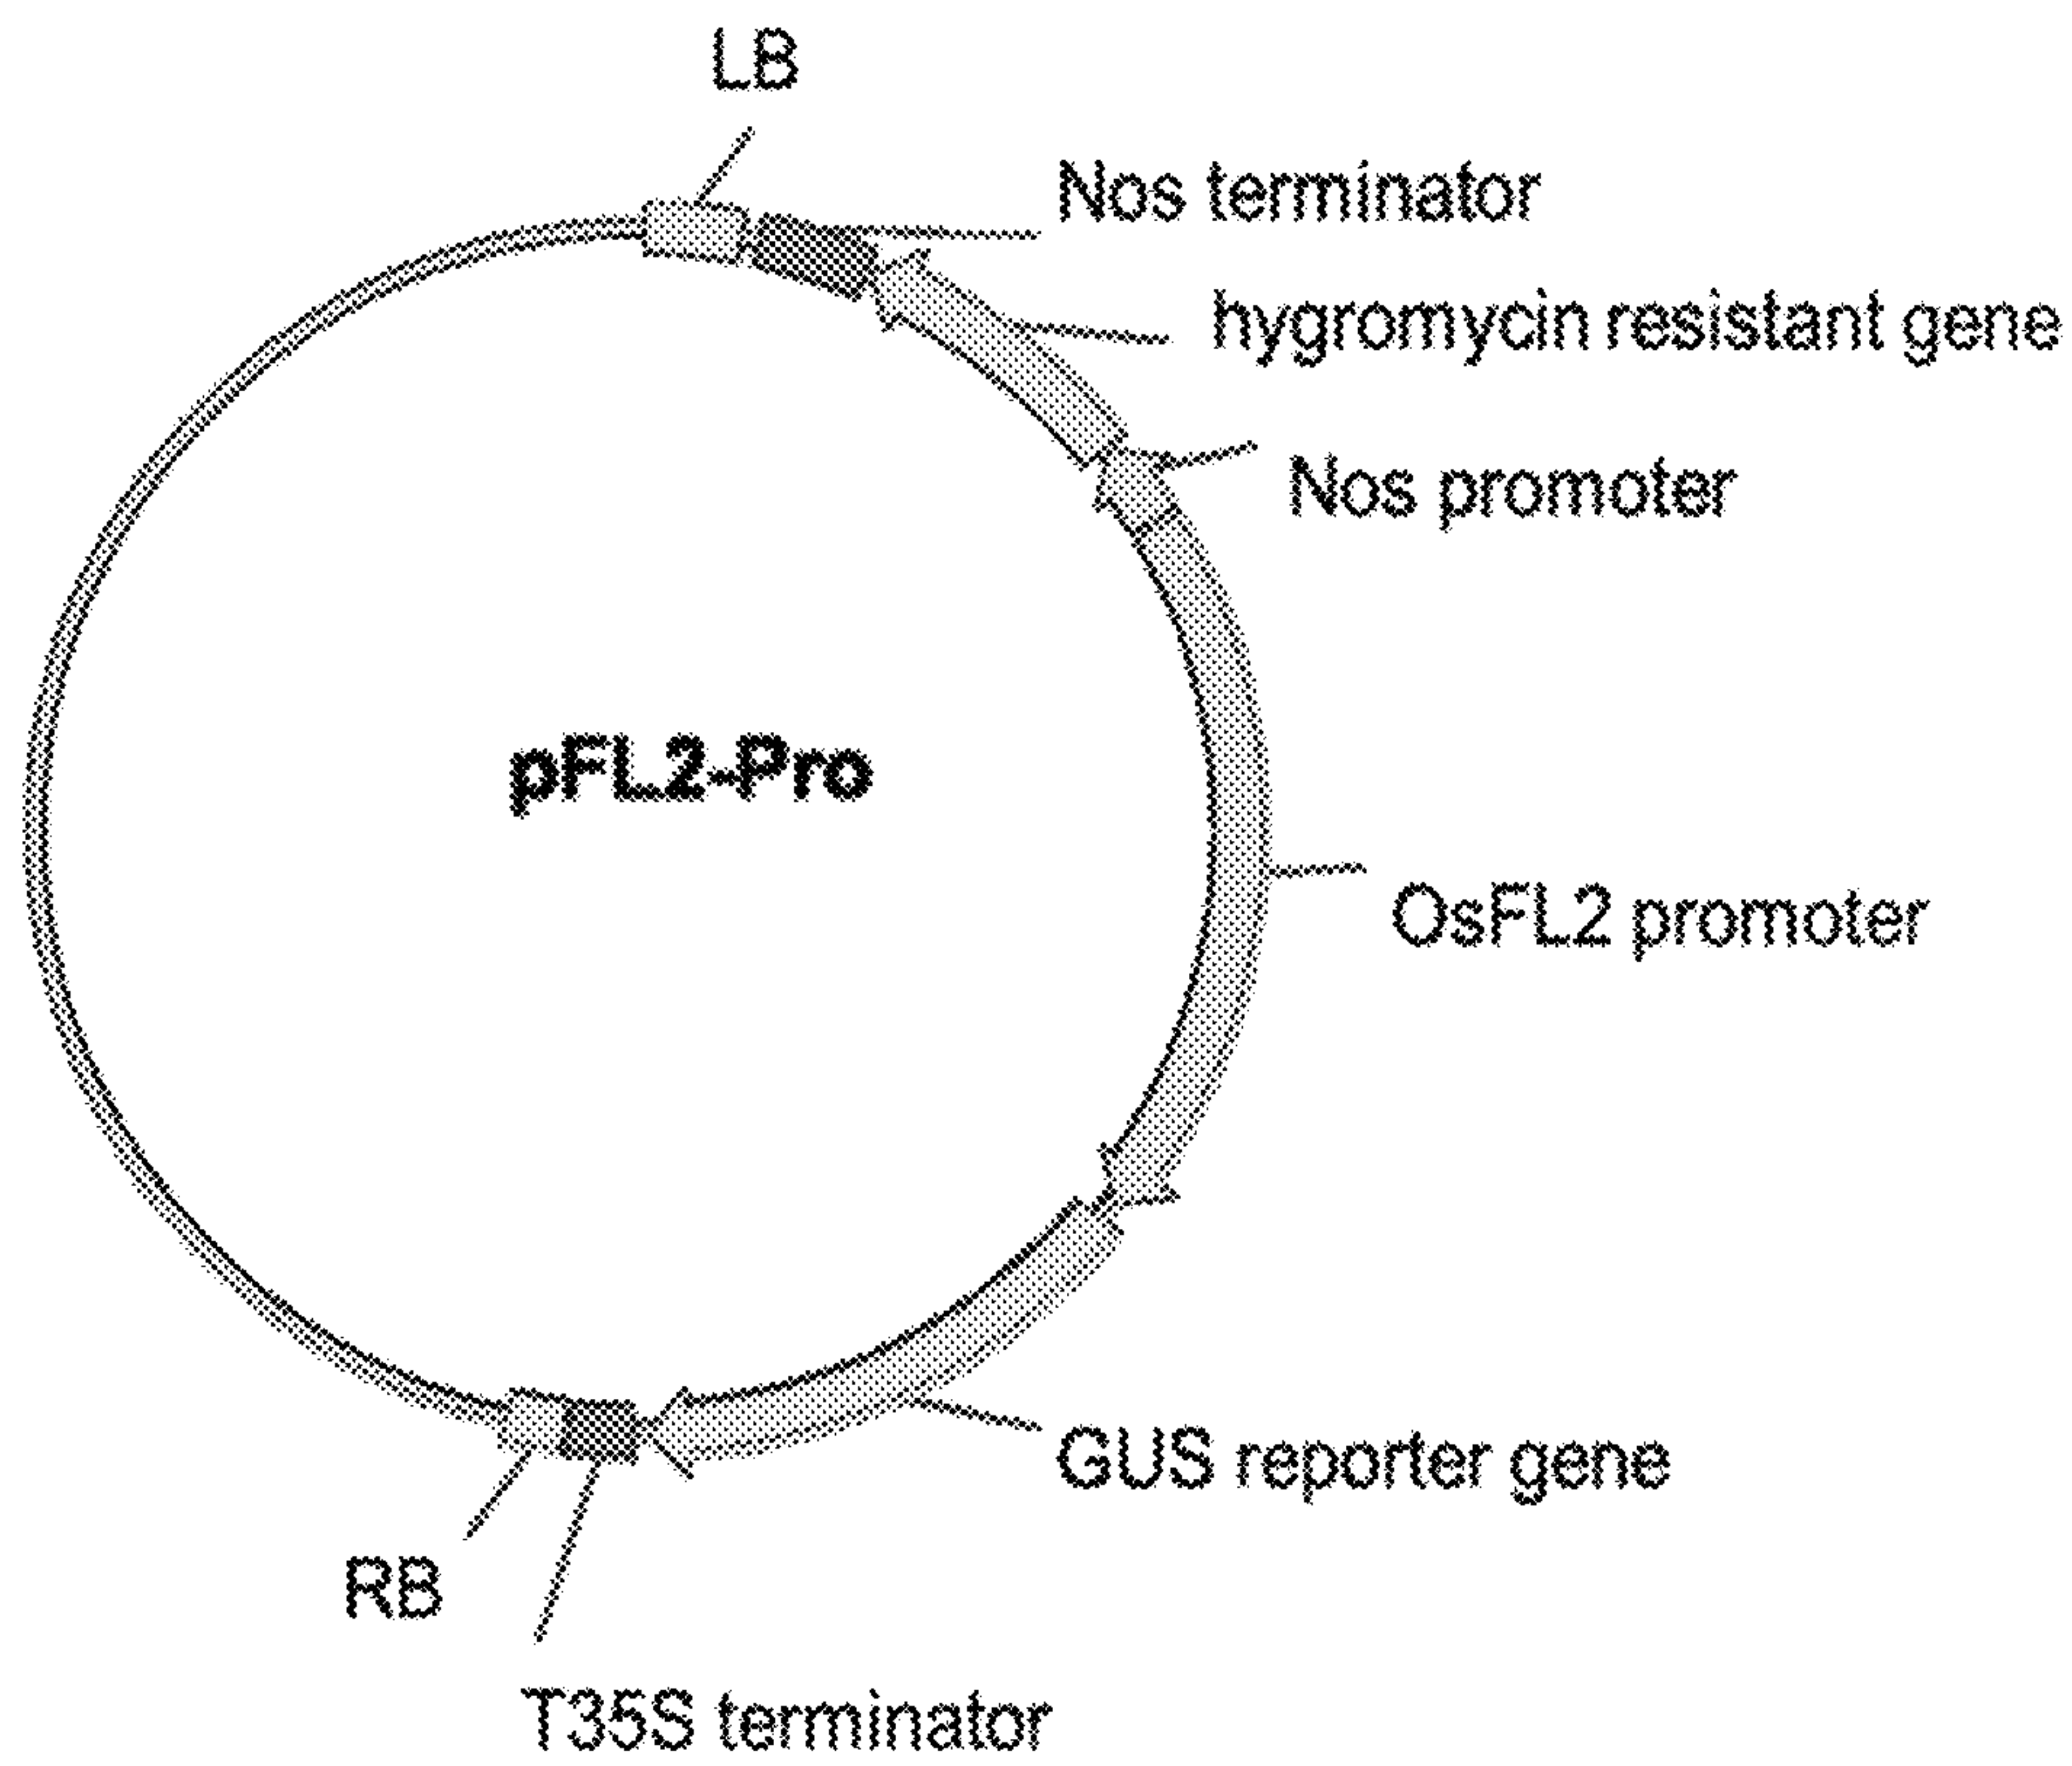 LB
Nos terminator
hygromycin resistant gene
Nos promoter
pFL2-Pro
OsFL2 promoter
GUS reporter gene
RB
T35S terminator